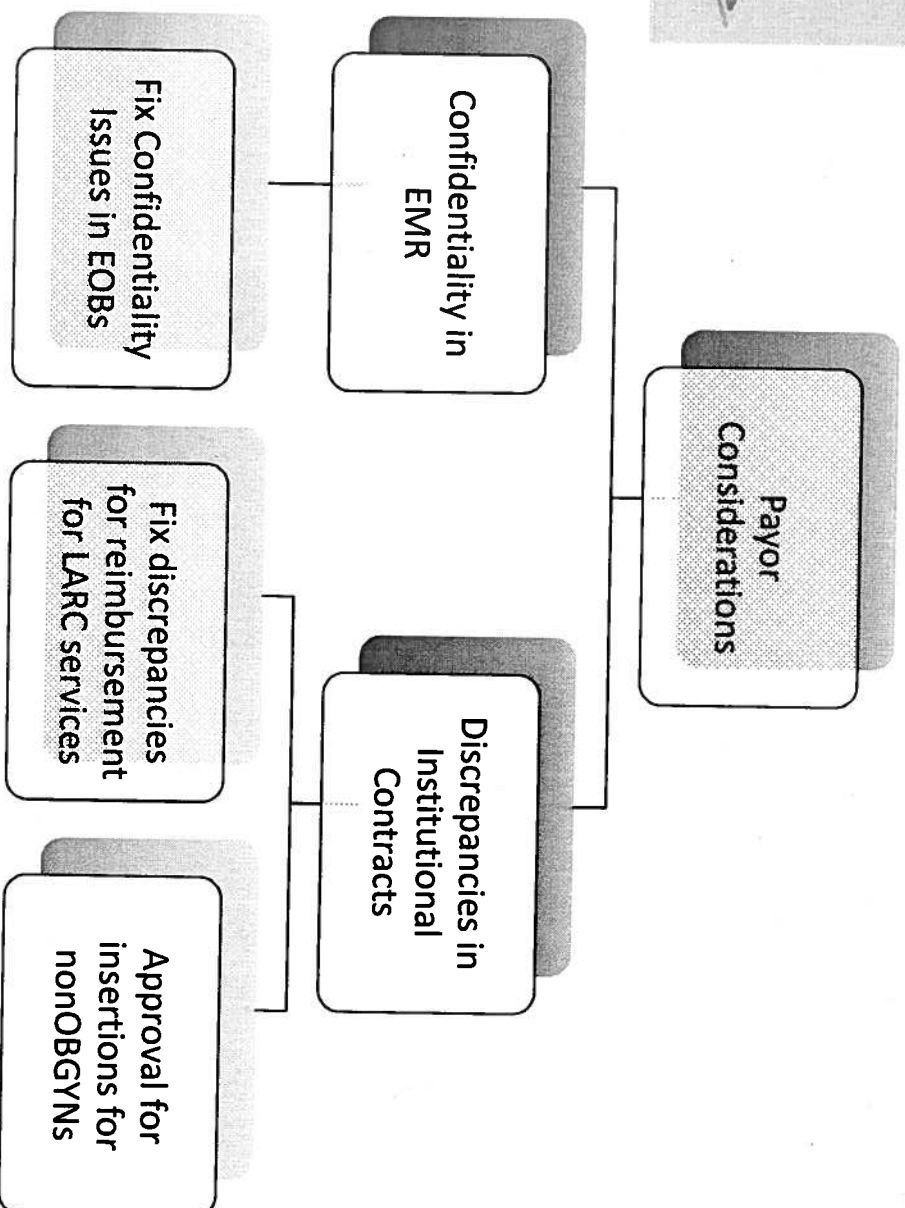 Payor
Considerations
Confidentiality in
EMR
Discrepancies in
Institutional
Contracts
Fix Confidentiality
Issues in EOBs
Fix discrepancies
for reimbursement
for LARC services
Approval for
insertions for
nonOBGYNs